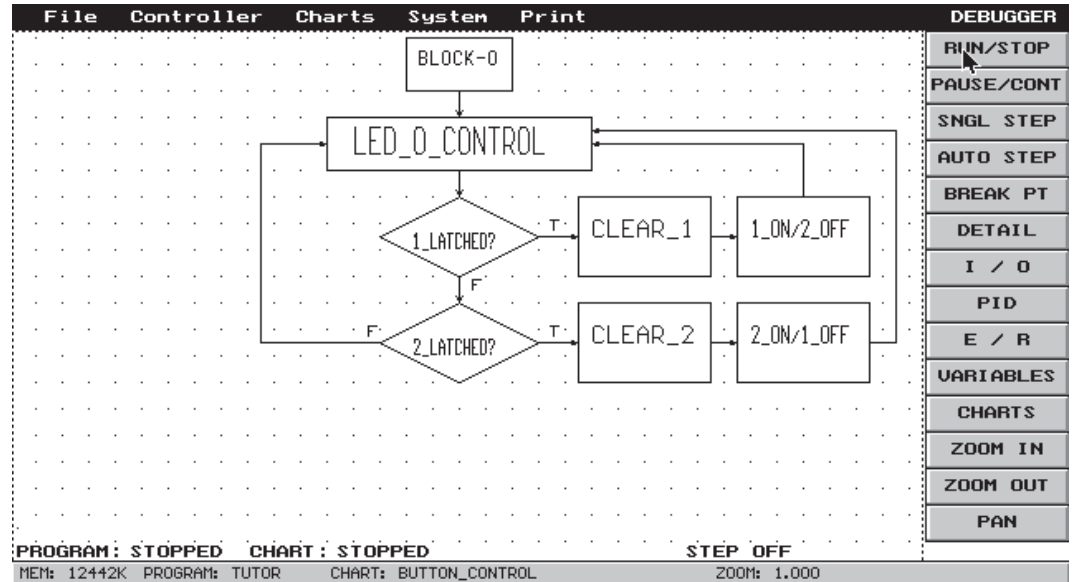 File Controller Charts System Print DEBUGGER
BLOCK-0
LED_0_CONTROL
1_LATCHED?
T
CLEAR_1
1_ON/2_OFF
F
2_LATCHED?
F
T
CLEAR_2
2_ON/1_OFF
RUN/STOP
PAUSE/CONT
SNGL STEP
AUTO STEP
BREAK PT
DETAIL
I / O
PID
E / R
VARIABLES
CHARTS
ZOOM IN
ZOOM OUT
PAN
PROGRAM: STOPPED CHART: STOPPED STEP OFF
MEM: 12442K PROGRAM: TUTOR CHART: BUTTON_CONTROL ZOOM: 1.000